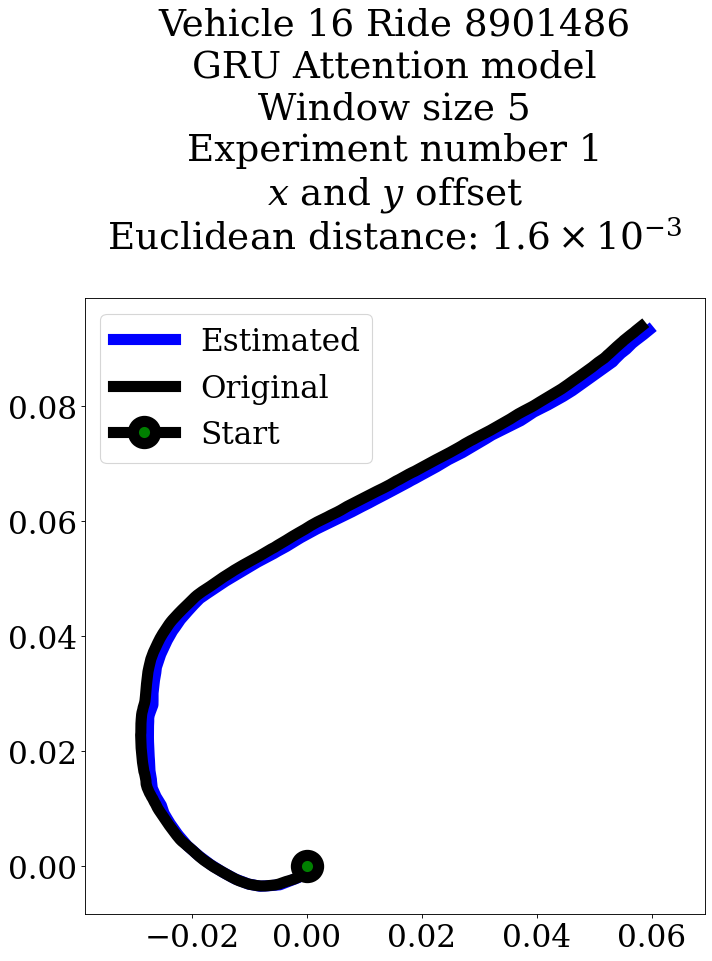 Vehicle 16 Ride 8901486
GRU Attention model
Window size 5
Experiment number 1
x and y offset
Euclidean distance: 1.6 × 10⁻³
Estimated
Original
Start
0.08
0.06
0.04
0.02
0.00
−0.02 0.00 0.02 0.04 0.06